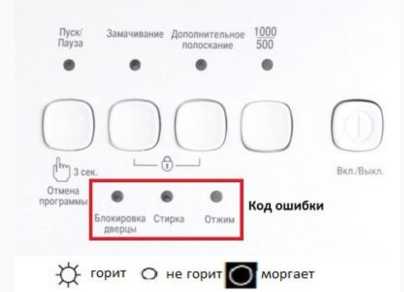 Пуск/
Пауза
Замачивание
Дополнительное
полоскание
1000
500
3 сек.
Отмена
программы
Вкл./Выкл.
Блокировка
дверцы
Стирка
Отжим
Код ошибки
горит
не горит
моргает